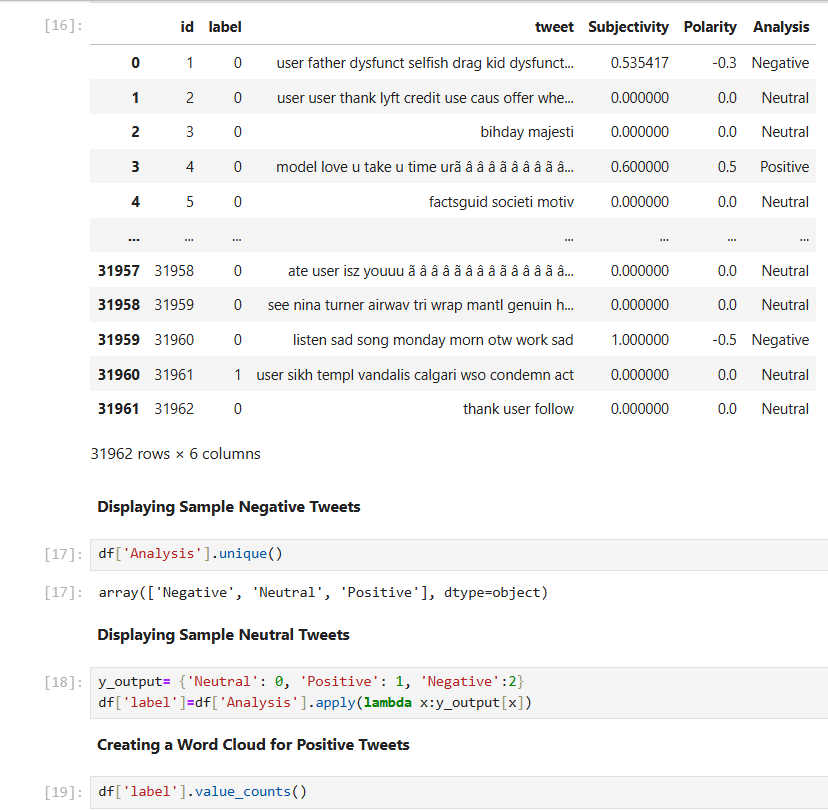 [16]: id label tweet Subjectivity Polarity Analysis
0 1 0 user father dysfunct selfish drag kid dysfunct... 0.535417 -0.3 Negative
1 2 0 user user thank lyft credit use caus offer whe... 0.000000 0.0 Neutral
2 3 0 bihday majesti 0.000000 0.0 Neutral
3 4 0 model love u take u time urã â â â ã â â â â ã â... 0.600000 0.5 Positive
4 5 0 factsguid societi motiv 0.000000 0.0 Neutral
... ... ... ... ... ... ...
31957 31958 0 ate user isz youuu ã â â â â ã â â ã â â â â ã â... 0.000000 0.0 Neutral
31958 31959 0 see nina turner airwav tri wrap mantl genuin h... 0.000000 0.0 Neutral
31959 31960 0 listen sad song monday morn otw work sad 1.000000 -0.5 Negative
31960 31961 1 user sikh templ vandalis calgari wso condemn act 0.000000 0.0 Neutral
31961 31962 0 thank user follow 0.000000 0.0 Neutral
31962 rows × 6 columns
Displaying Sample Negative Tweets
[17]: df['Analysis'].unique()
[17]: array(['Negative', 'Neutral', 'Positive'], dtype=object)
Displaying Sample Neutral Tweets
[18]: y_output= {'Neutral': 0, 'Positive': 1, 'Negative':2}
df['label']=df['Analysis'].apply(lambda x:y_output[x])
Creating a Word Cloud for Positive Tweets
[19]: df['label'].value_counts()